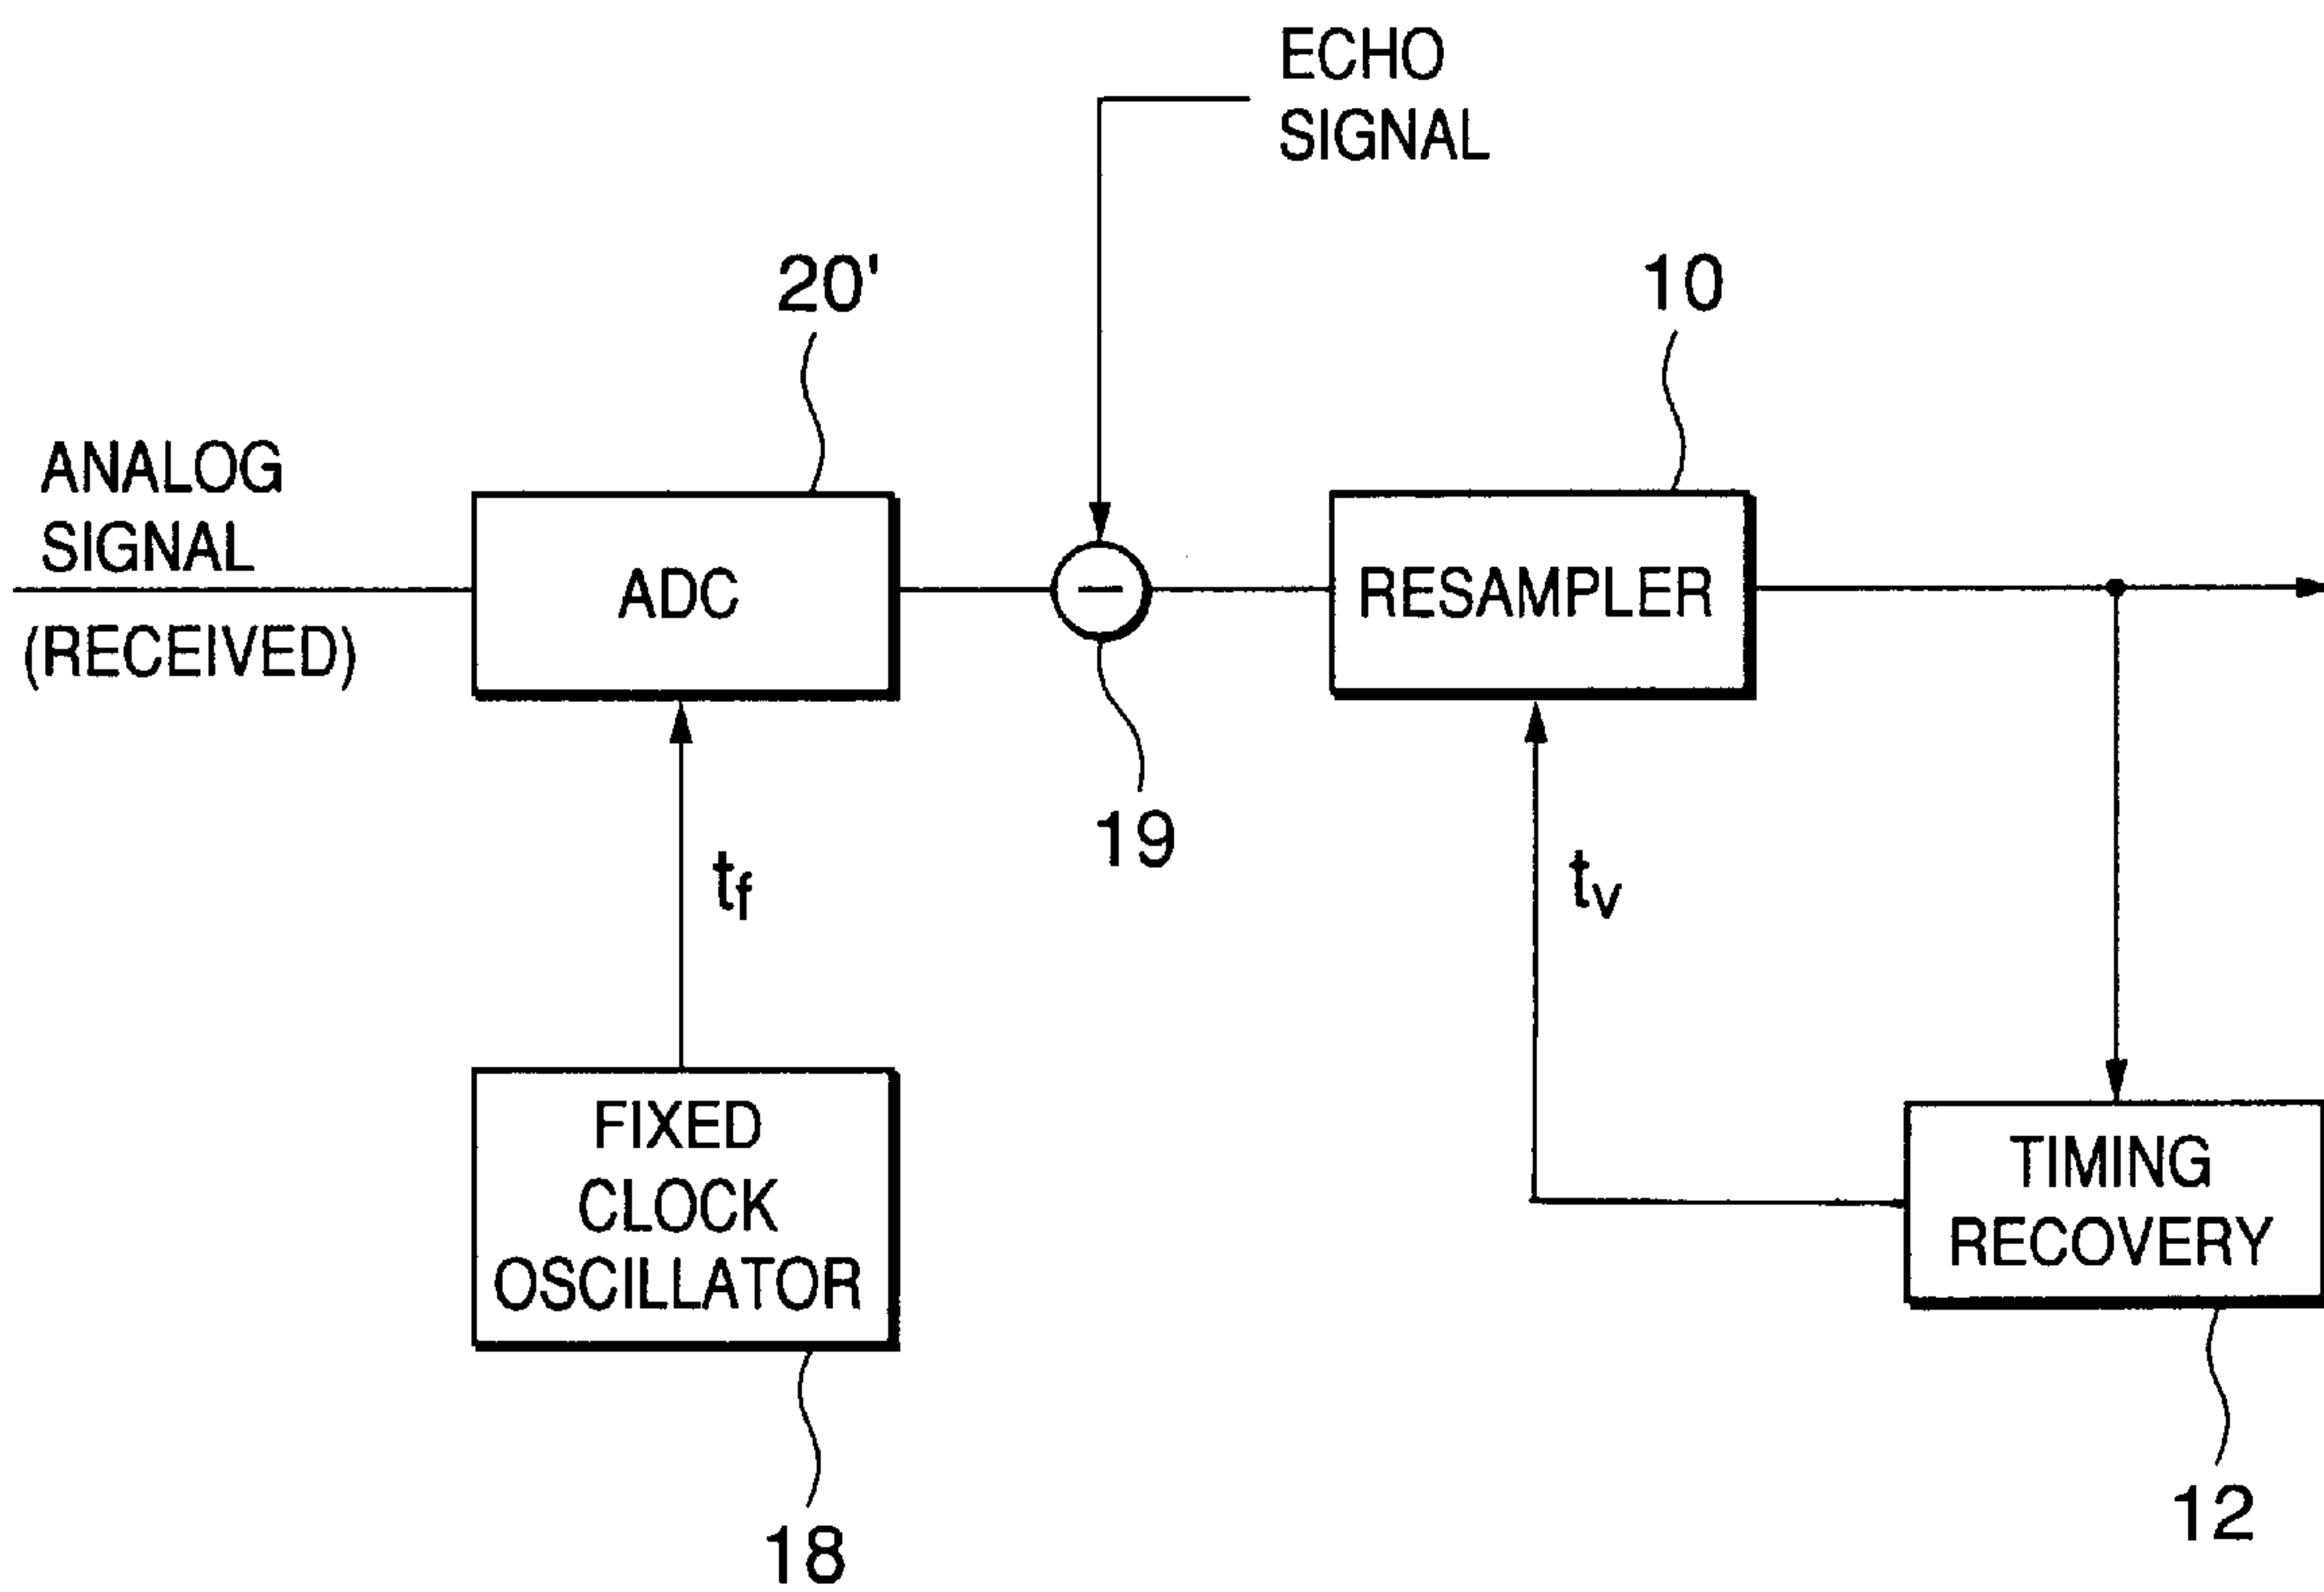 ECHO
SIGNAL
20'
10
ANALOG
SIGNAL
(RECEIVED)
ADC
RESAMPLER
19
tf
tv
FIXED
CLOCK
OSCILLATOR
TIMING
RECOVERY
18
12